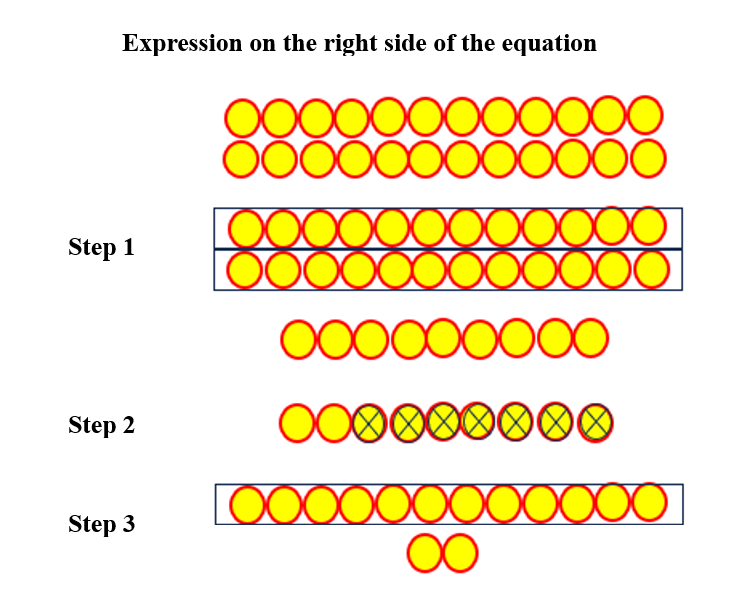 Expression on the right side of the equation
Step 1
Step 2
Step 3